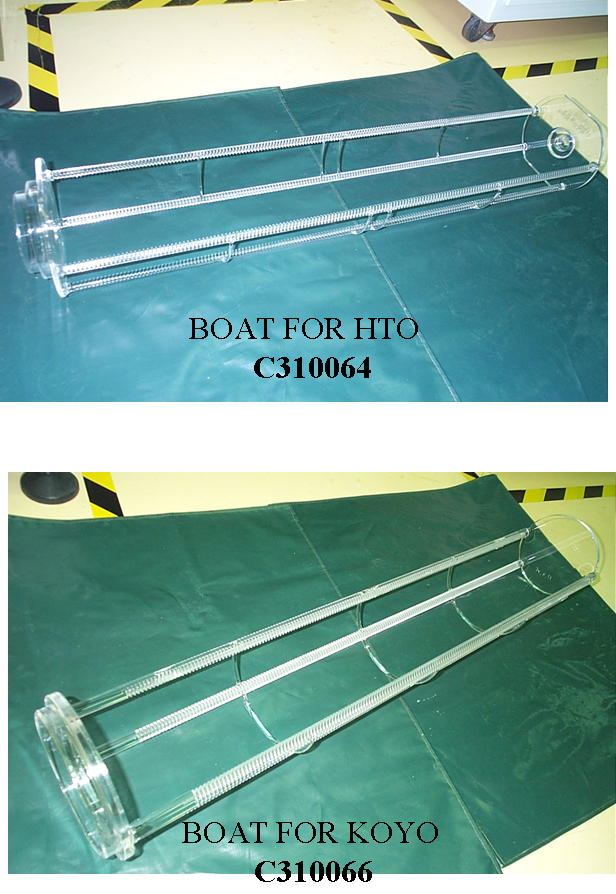 BOAT FOR HTO
C310064
BOAT FOR KOYO
C310066